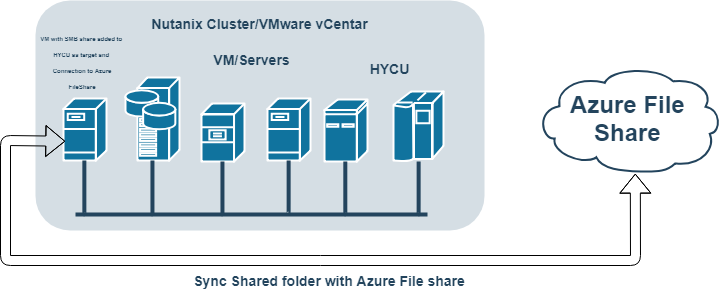 Nutanix Cluster/VMware vCentar
VM with SMB share added to
HYCU as target and
Connection to Azure
FileShare
VM/Servers
HYCU
Azure File
Share
Sync Shared folder with Azure File share